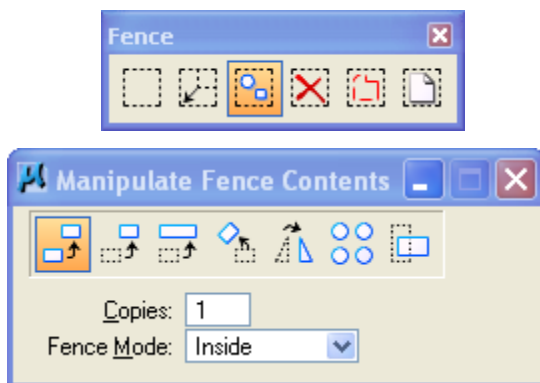 Fence
Manipulate Fence Contents
Copies: 1
Fence Mode: Inside